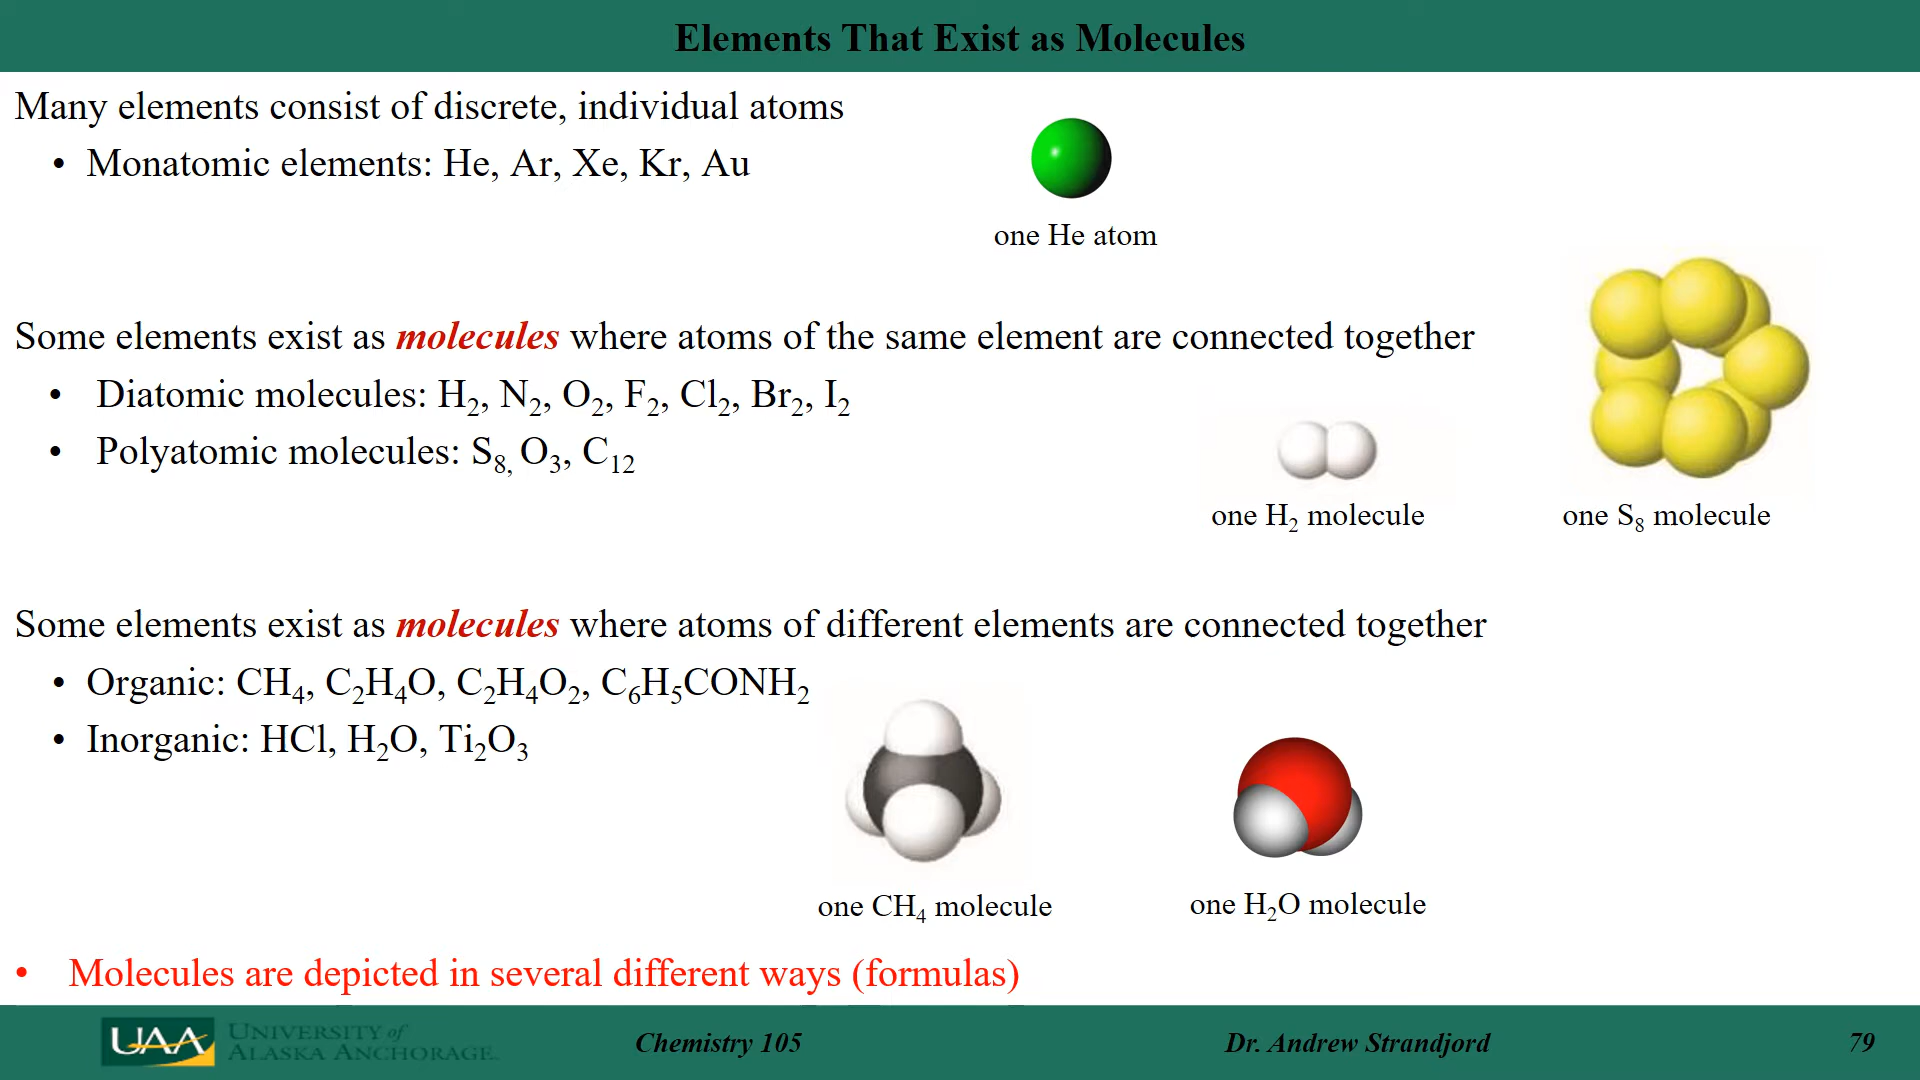 Elements That Exist as Molecules
Many elements consist of discrete, individual atoms
• Monatomic elements: He, Ar, Xe, Kr, Au
one He atom
Some elements exist as molecules where atoms of the same element are connected together
• Diatomic molecules: H₂, N₂, O₂, F₂, Cl₂, Br₂, I₂
• Polyatomic molecules: S₈, O₃, C₁₂
one H₂ molecule
one S₈ molecule
Some elements exist as molecules where atoms of different elements are connected together
• Organic: CH₄, C₂H₄O, C₂H₄O₂, C₆H₅CONH₂
• Inorganic: HCl, H₂O, Ti₂O₃
one CH₄ molecule
one H₂O molecule
• Molecules are depicted in several different ways (formulas)
UAA
UNIVERSITY of
ALASKA ANCHORAGE.
Chemistry 105
Dr. Andrew Strandjord
79